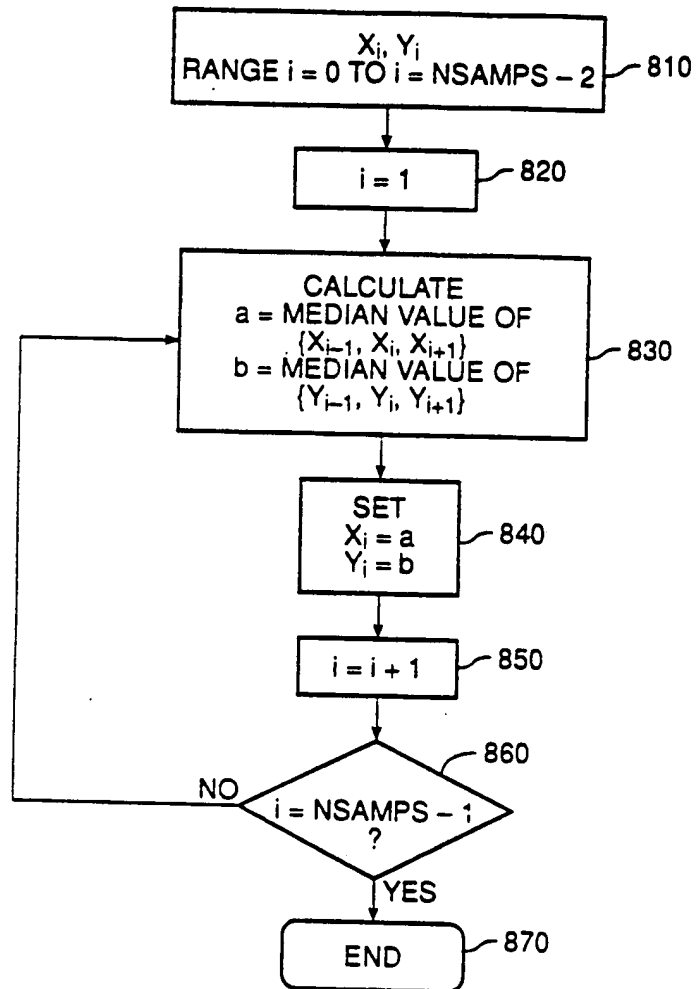 Xi, Yi
RANGE i = 0 TO i = NSAMPS – 2
810
i = 1
820
CALCULATE
a = MEDIAN VALUE OF
{Xi–1, Xi, Xi+1}
b = MEDIAN VALUE OF
{Yi–1, Yi, Yi+1}
830
SET
Xi = a
Yi = b
840
i = i + 1
850
860
NO
i = NSAMPS – 1
?
YES
END
870